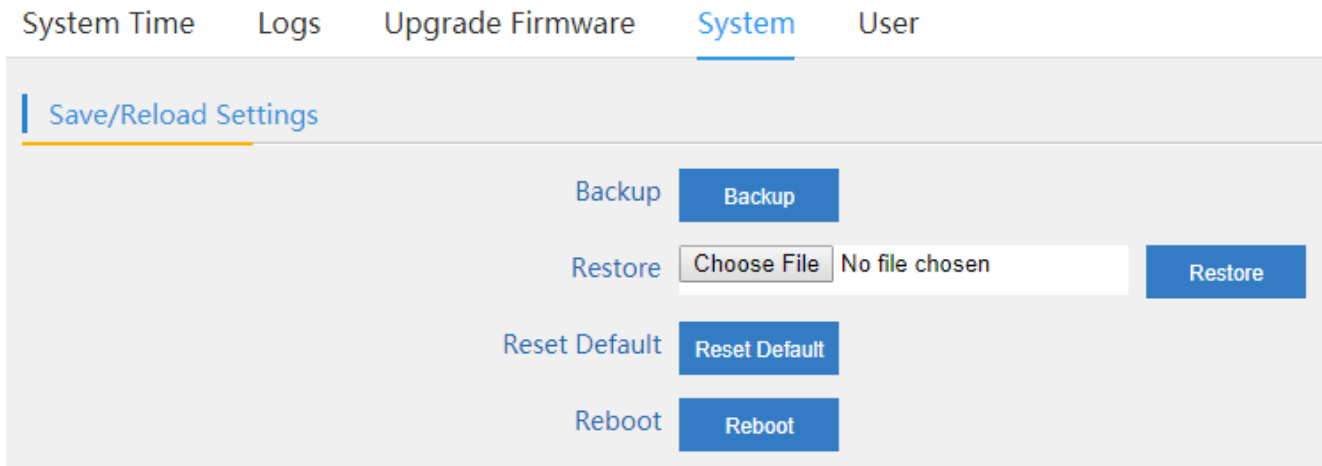 System Time Logs Upgrade Firmware System User
Save/Reload Settings
Backup Backup
Restore Choose File No file chosen Restore
Reset Default Reset Default
Reboot Reboot